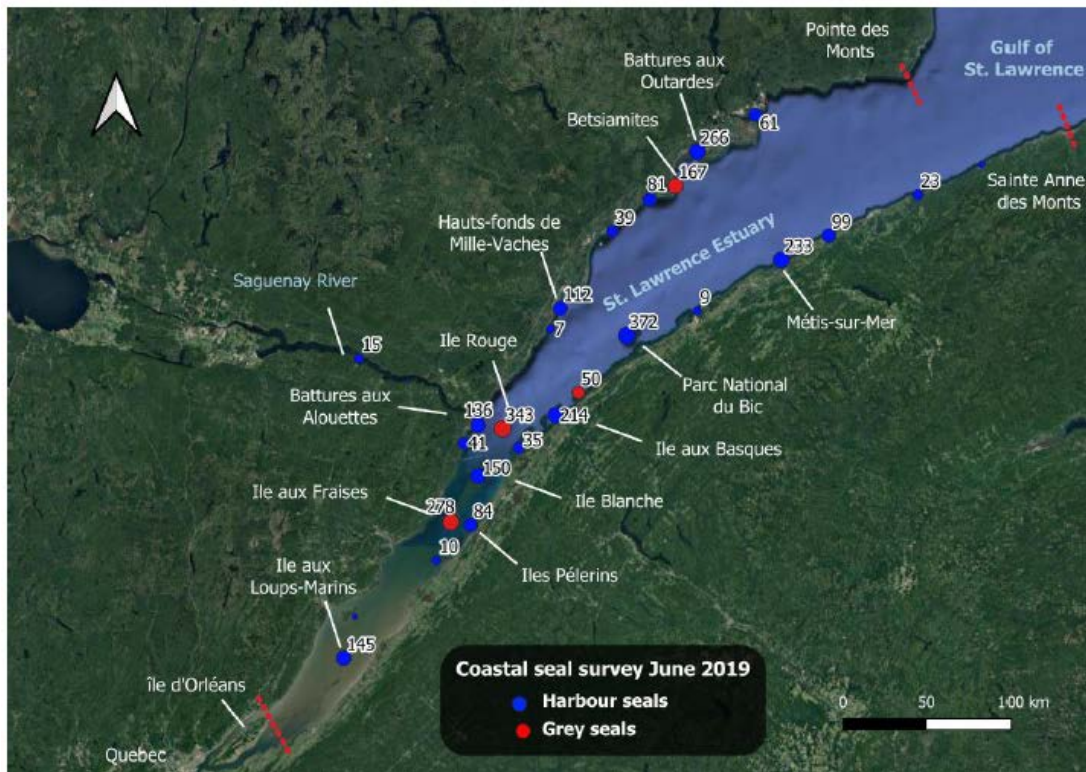 Pointe des
Monts
Gulf of
St. Lawrence
Battures aux
Outardes
61
Betsiamites
266
167
81
23
Sainte Anne
des Monts
39
99
Hauts-fonds de
Mille-Vaches
233
St. Lawrence Estuary
Saguenay River
112
9
Métis-sur-Mer
7
372
15
Ile Rouge
Parc National
du Bic
50
Battures aux
Alouettes
136
343
214
41
35
Ile aux Basques
150
Ile aux Fraises
Ile Blanche
278
84
10
Iles Pélerins
Ile aux
Loups-Marins
145
Coastal seal survey June 2019
Harbour seals
Grey seals
île d'Orléans
0 50 100 km
Quebec